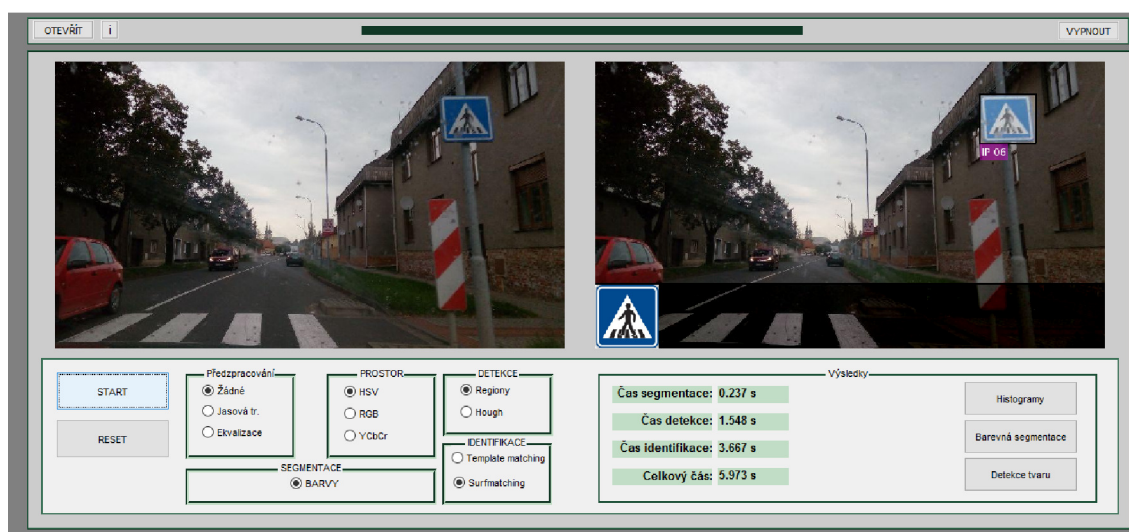 OTEVŘÍT
i
VYPNOUT
IP 06
START
RESET
Předzpracování
Žádné
Jasová tr.
Ekvalizace
PROSTOR
HSV
RGB
YCbCr
DETEKCE
Regiony
Hough
SEGMENTACE
BARVY
IDENTIFIKACE
Template matching
Surfmatching
Výsledky
Čas segmentace: 0.237 s
Čas detekce: 1.548 s
Čas identifikace: 3.667 s
Celkový čás: 5.973 s
Histogramy
Barevná segmentace
Detekce tvaru